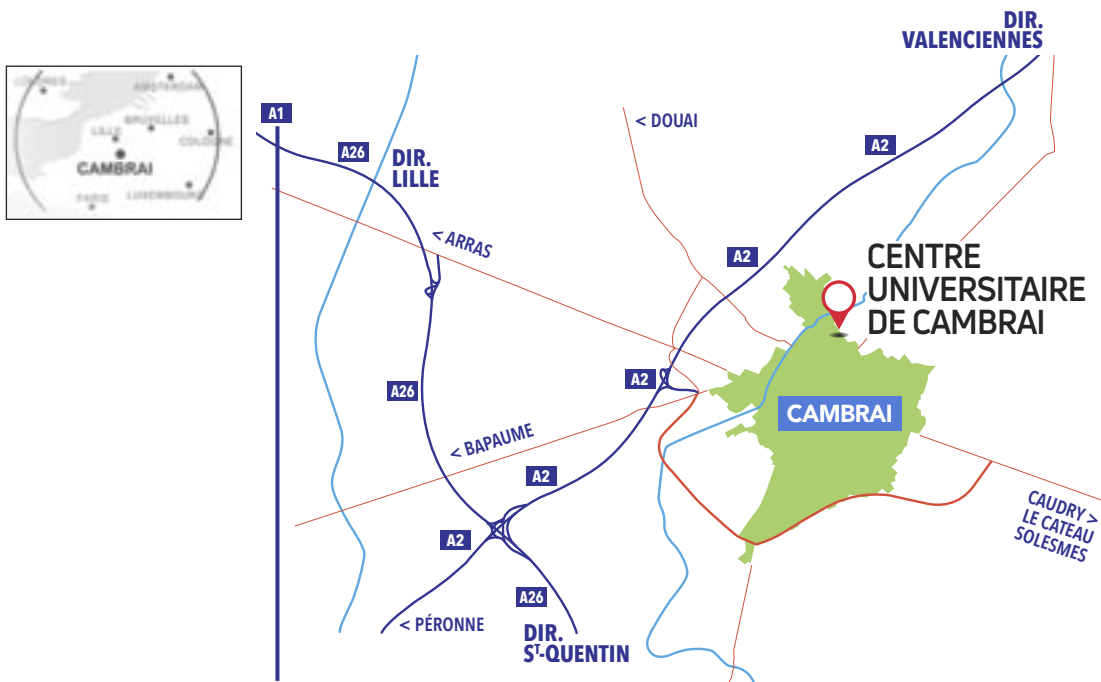 DIR.
VALENCIENNES
LONDRES
AMSTERDAM
BRUXELLES
LILLE
COLOGNE
CAMBRAI
PARIS
LUXEMBOURG
A1
A26
DIR.
LILLE
< DOUAI
A2
< ARRAS
A2
CENTRE
UNIVERSITAIRE
DE CAMBRAI
A2
A26
CAMBRAI
< BAPAUME
A2
CAUDRY >
LE CATEAU
SOLESMES
A2
A26
< PÉRONNE
DIR.
Sᵀ-QUENTIN